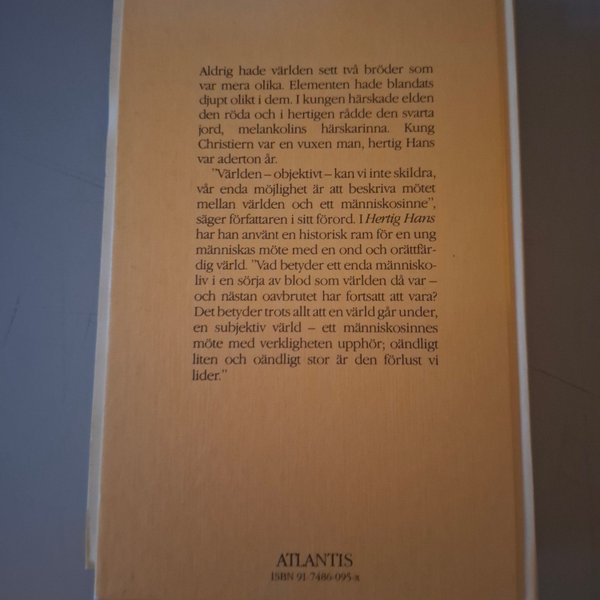 Aldrig hade världen sett två bröder som
var mera olika. Elementen hade blandats
djupt olikt i dem. I kungen härskade elden
den röda och i hertigen rådde den svarta
jord, melankolins härskarinna. Kung
Christiern var en vuxen man, hertig Hans
var aderton år.
"Världen – objektivt – kan vi inte skildra,
vår enda möjlighet är att beskriva mötet
mellan världen och ett människosinne",
säger författaren i sitt förord. I Hertig Hans
har han använt en historisk ram för en ung
människas möte med en ond och orättfär-
dig värld. "Vad betyder ett enda människo-
liv i en sörja av blod som världen då var –
och nästan oavbrutet har fortsatt att vara?
Det betyder trots allt att en värld går under,
en subjektiv värld – ett människosinnes
möte med verkligheten upphör; oändligt
liten och oändligt stor är den förlust vi
lider."
ATLANTIS
ISBN 91 7486-095-